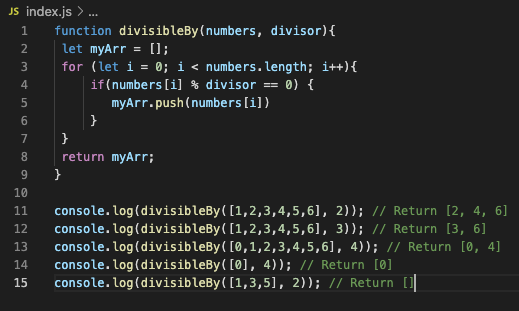 JS index.js > ...
1 function divisibleBy(numbers, divisor){
2 let myArr = [];
3 for (let i = 0; i < numbers.length; i++){
4 if(numbers[i] % divisor == 0) {
5 myArr.push(numbers[i])
6 }
7 }
8 return myArr;
9 }
10
11 console.log(divisibleBy([1,2,3,4,5,6], 2)); // Return [2, 4, 6]
12 console.log(divisibleBy([1,2,3,4,5,6], 3)); // Return [3, 6]
13 console.log(divisibleBy([0,1,2,3,4,5,6], 4)); // Return [0, 4]
14 console.log(divisibleBy([0], 4)); // Return [0]
15 console.log(divisibleBy([1,3,5], 2)); // Return []